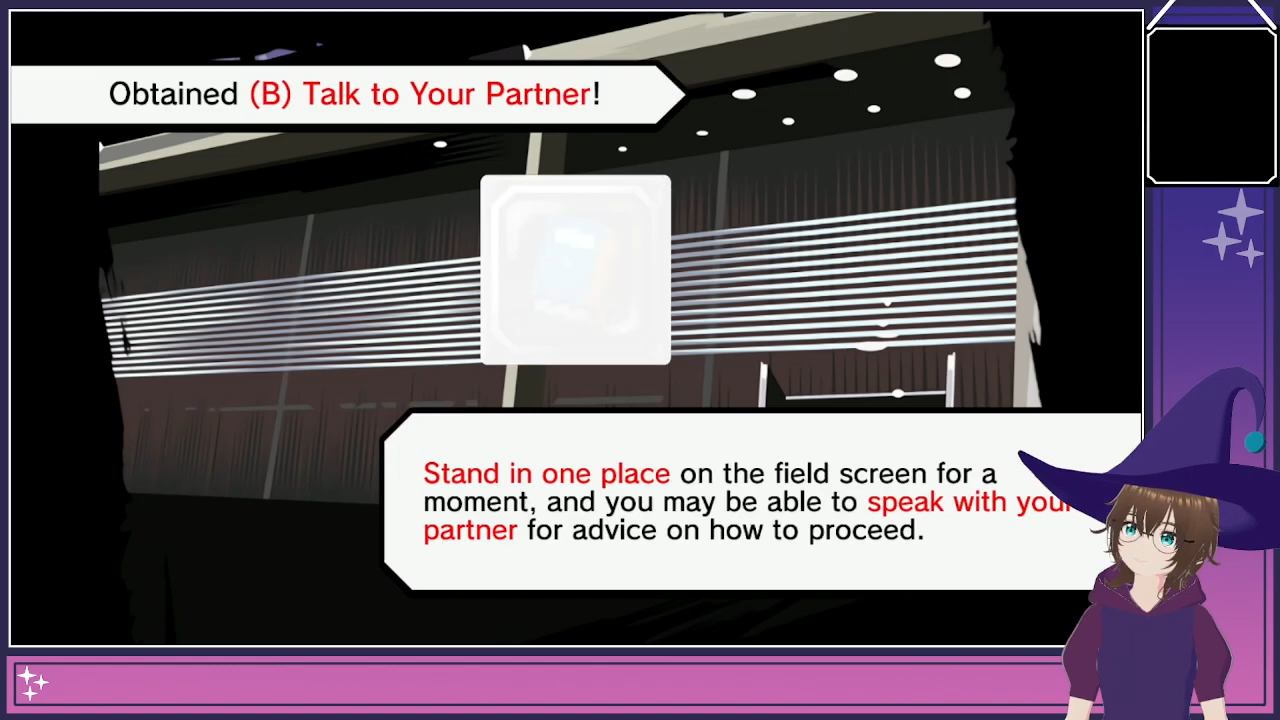 Obtained (B) Talk to Your Partner!
Stand in one place on the field screen for a
moment, and you may be able to speak with your
partner for advice on how to proceed.